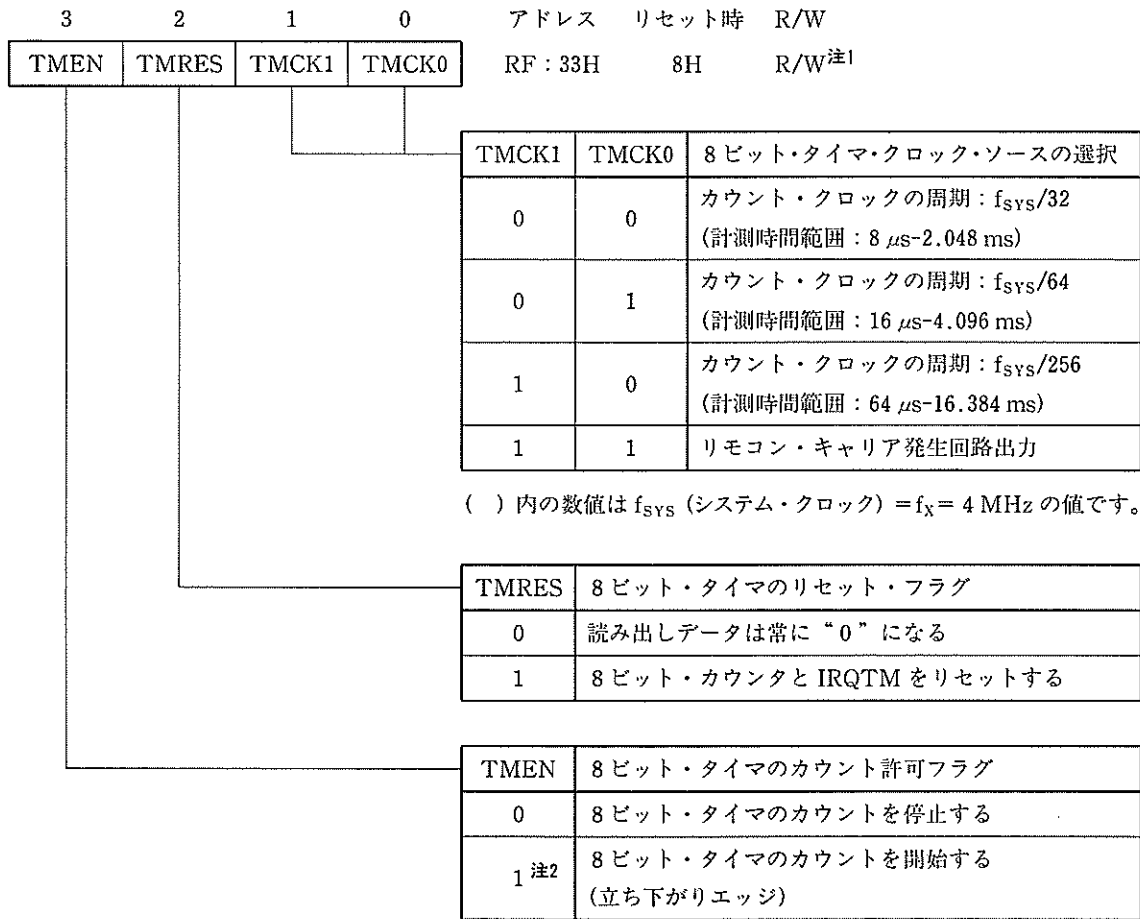 3 2 1 0 アドレス リセット時 R/W
TMEN TMRES TMCK1 TMCK0 RF : 33H 8H R/W注1
TMCK1 TMCK0 8ビット・タイマ・クロック・ソースの選択
0 0 カウント・クロックの周期：fSYS/32
(計測時間範囲：8 μs-2.048 ms)
0 1 カウント・クロックの周期：fSYS/64
(計測時間範囲：16 μs-4.096 ms)
1 0 カウント・クロックの周期：fSYS/256
(計測時間範囲：64 μs-16.384 ms)
1 1 リモコン・キャリア発生回路出力
( ) 内の数値は fSYS (システム・クロック) =fX= 4 MHz の値です。
TMRES 8ビット・タイマのリセット・フラグ
0 読み出しデータは常に“0”になる
1 8ビット・カウンタと IRQTM をリセットする
TMEN 8ビット・タイマのカウント許可フラグ
0 8ビット・タイマのカウントを停止する
1注2 8ビット・タイマのカウントを開始する
(立ち下がりエッジ)